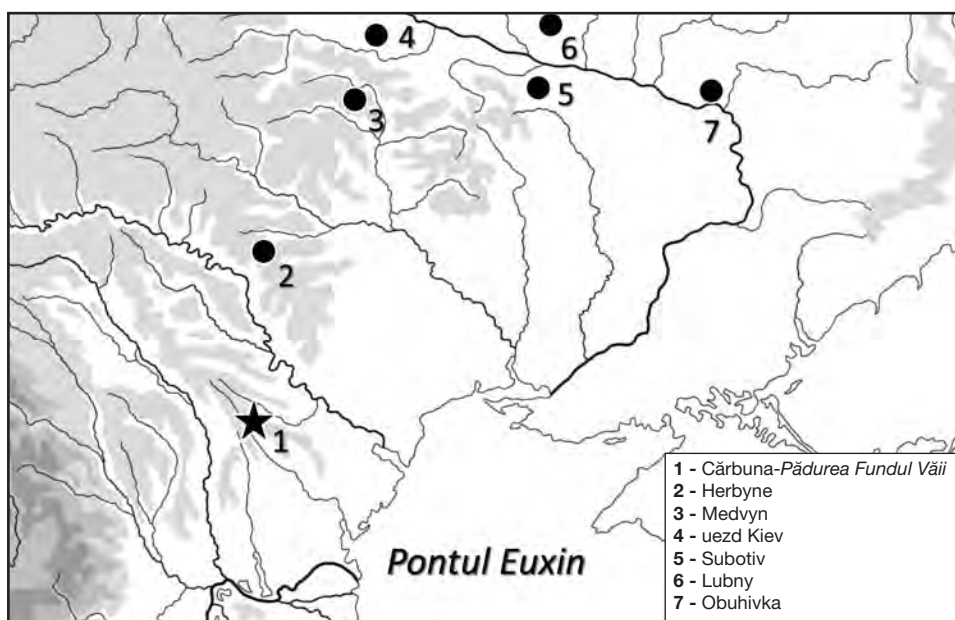 4
6
5
3
7
2
1
Pontul Euxin
1 - Cărbuna-Pădurea Fundul Văii
2 - Herbyne
3 - Medvyn
4 - uezd Kiev
5 - Subotiv
6 - Lubny
7 - Obuhivka